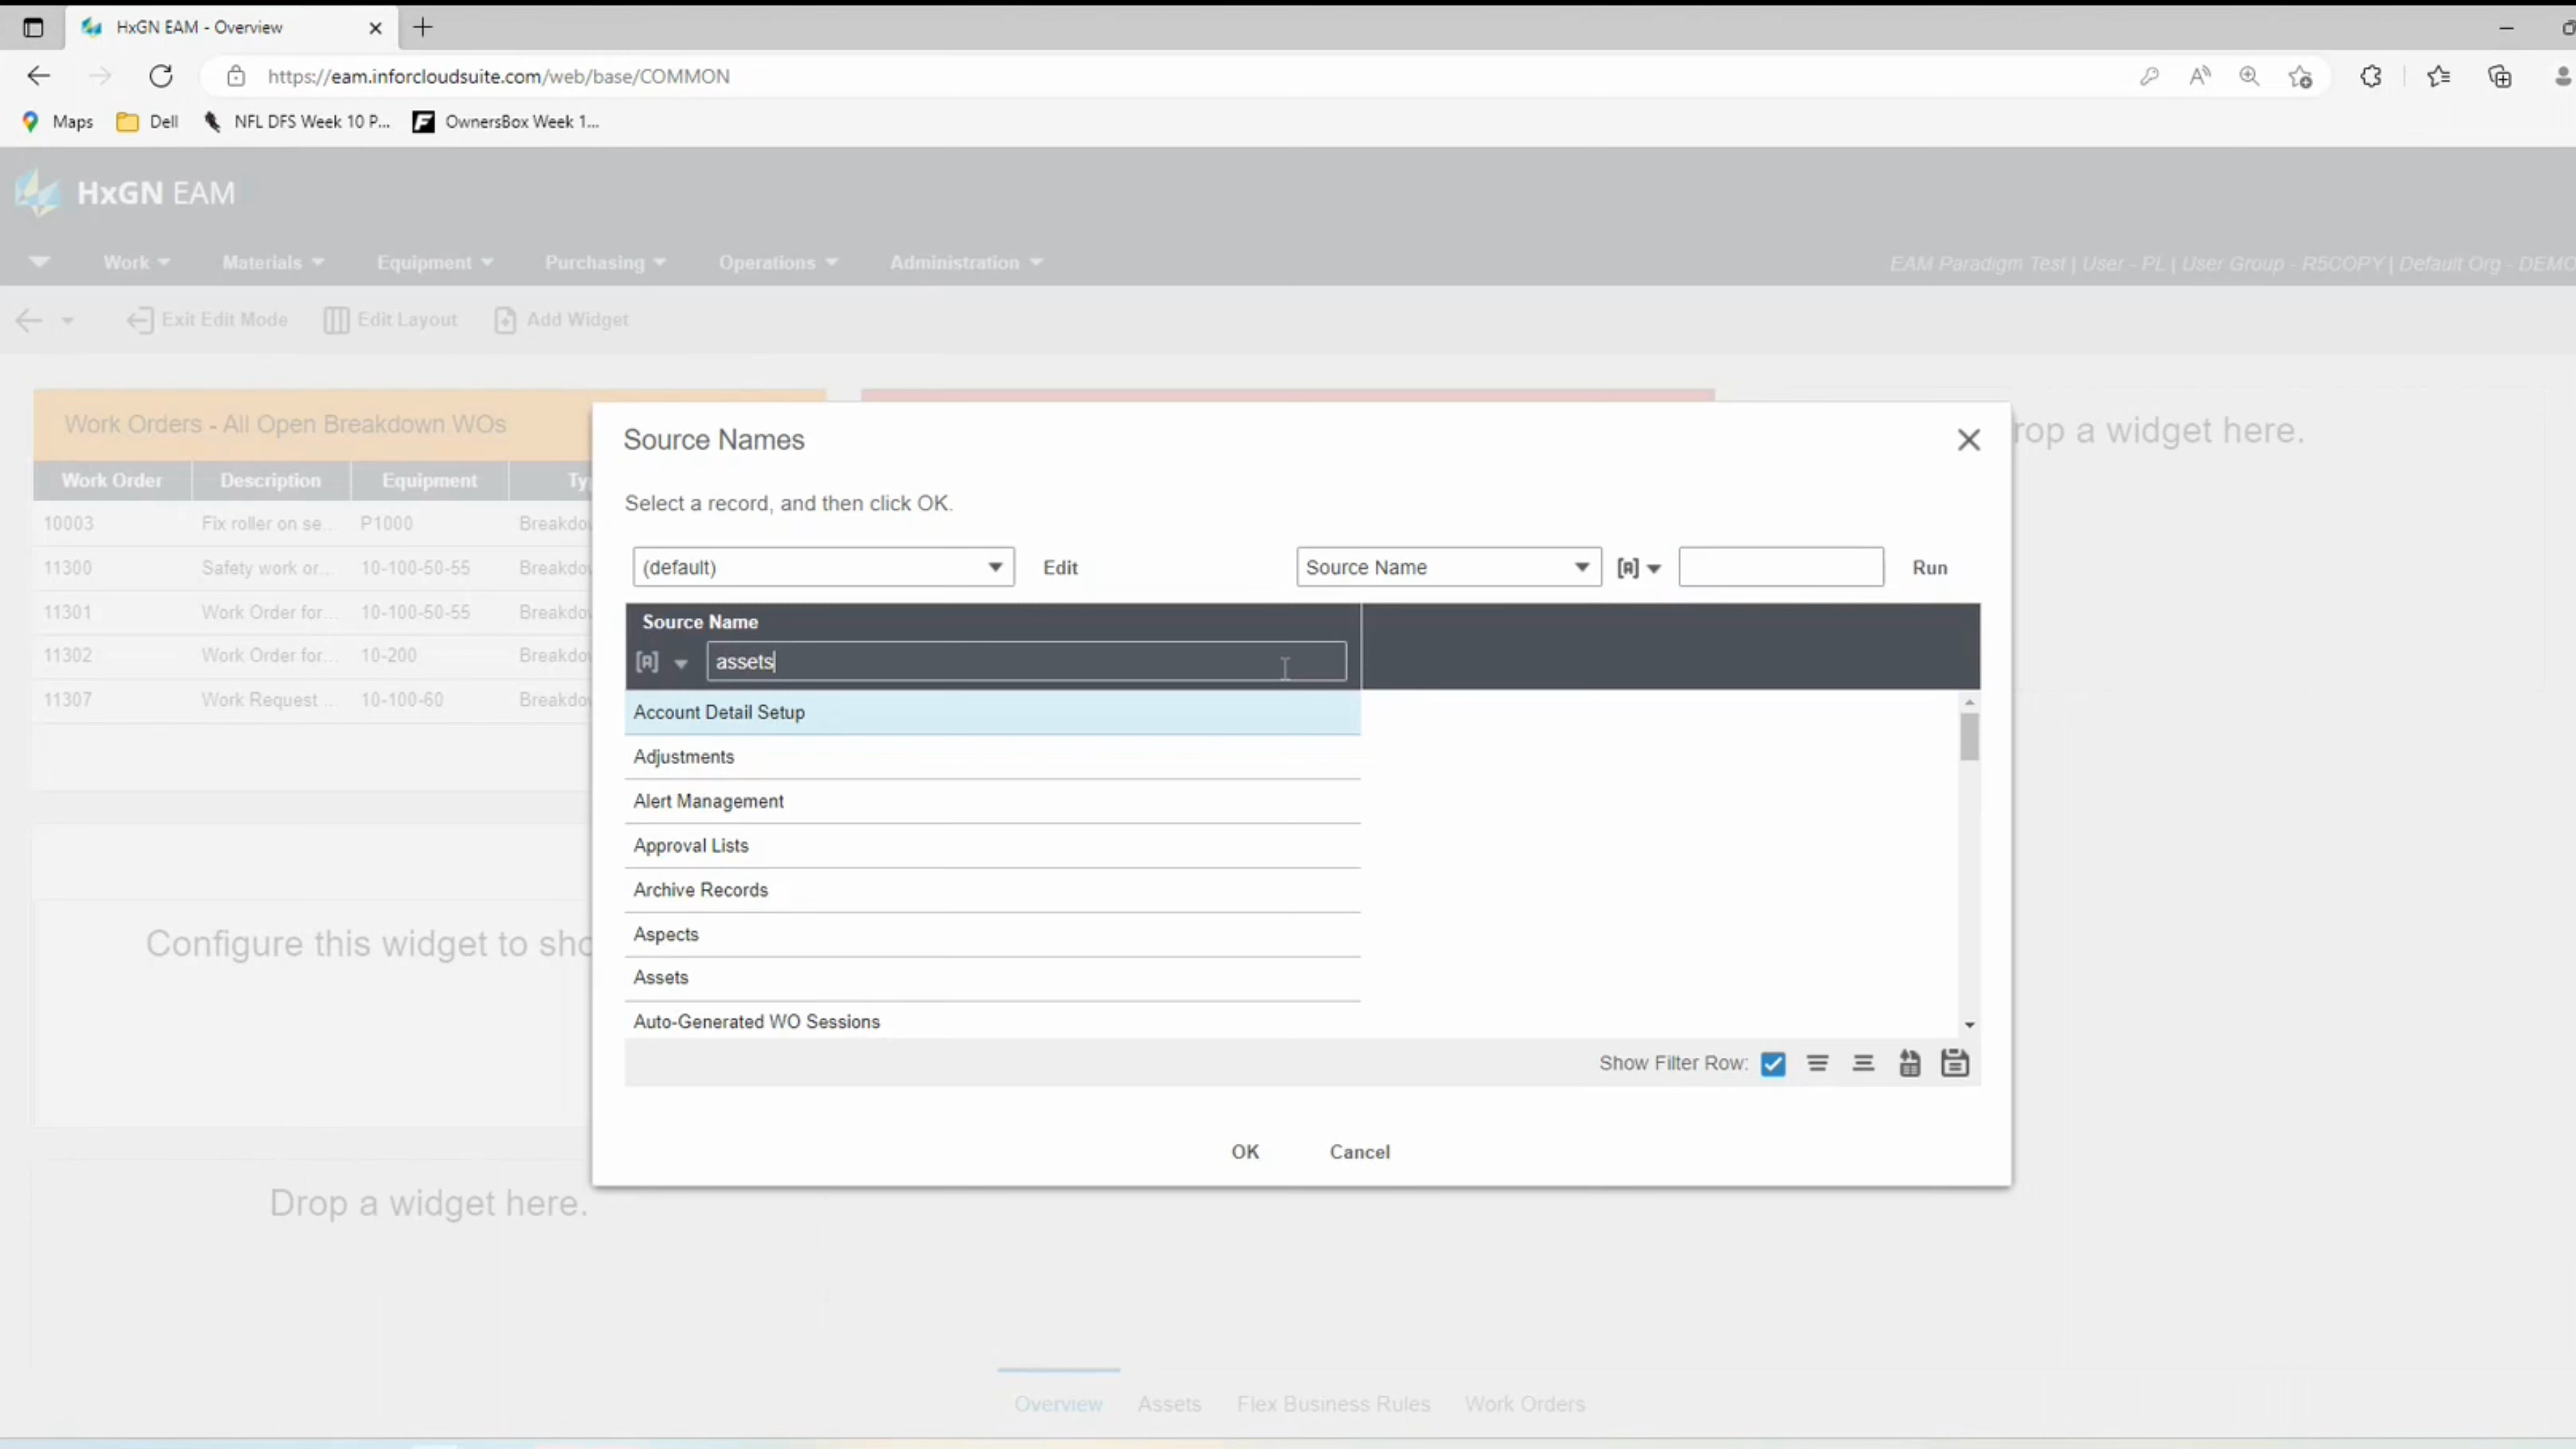 HxGN EAM - Overview
https://eam.inforcloudsuite.com/web/base/COMMON
Maps Dell NFL DFS Week 10 P... OwnersBox Week 1...
HxGN EAM
Work Materials Equipment Purchasing Operations Administration EAM Paradigm Test | User - PL | User Group - R5COPY | Default Org - DEMO
Exit Edit Mode Edit Layout Add Widget
Work Orders - All Open Breakdown WOs
Work Order Description Equipment Ty
10003 Fix roller on se... P1000 Breakdo
11300 Safety work or... 10-100-50-55 Breakdo
11301 Work Order for... 10-100-50-55 Breakdo
11302 Work Order for... 10-200 Breakdo
11307 Work Request ... 10-100-60 Breakdo
Configure this widget to sho
Drop a widget here.
rop a widget here.
Source Names
Select a record, and then click OK.
(default) Edit Source Name [A] Run
Source Name
[A] assets
Account Detail Setup
Adjustments
Alert Management
Approval Lists
Archive Records
Aspects
Assets
Auto-Generated WO Sessions
Show Filter Row:
OK Cancel
Overview Assets Flex Business Rules Work Orders